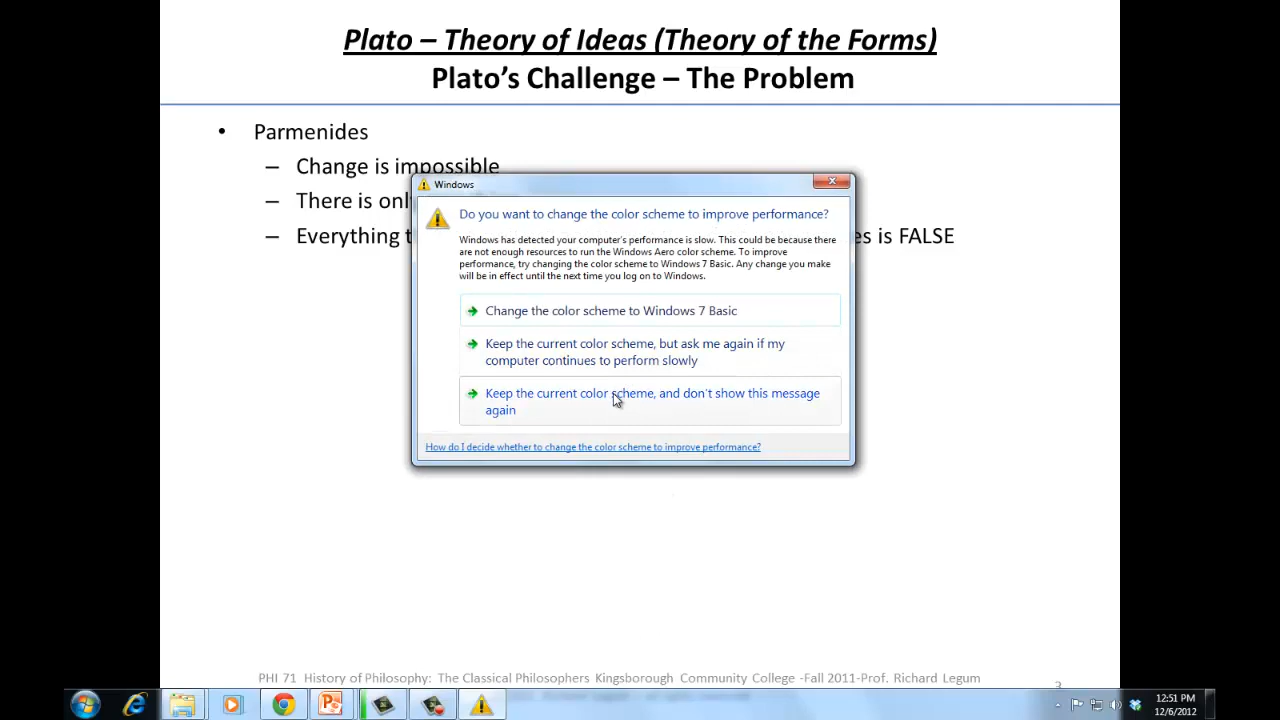 Plato – Theory of Ideas (Theory of the Forms)
Plato's Challenge – The Problem
• Parmenides
– Change is impossible
– There is only
– Everything t es is FALSE
Windows
Do you want to change the color scheme to improve performance?
Windows has detected your computer's performance is slow. This could be because there
are not enough resources to run the Windows Aero color scheme. To improve
performance, try changing the color scheme to Windows 7 Basic. Any change you make
will be in effect until the next time you log on to Windows.
Change the color scheme to Windows 7 Basic
Keep the current color scheme, but ask me again if my
computer continues to perform slowly
Keep the current color scheme, and don't show this message
again
How do I decide whether to change the color scheme to improve performance?
PHI 71 History of Philosophy: The Classical Philosophers Kingsborough Community College -Fall 2011-Prof. Richard Legum
3
12:51 PM
12/6/2012